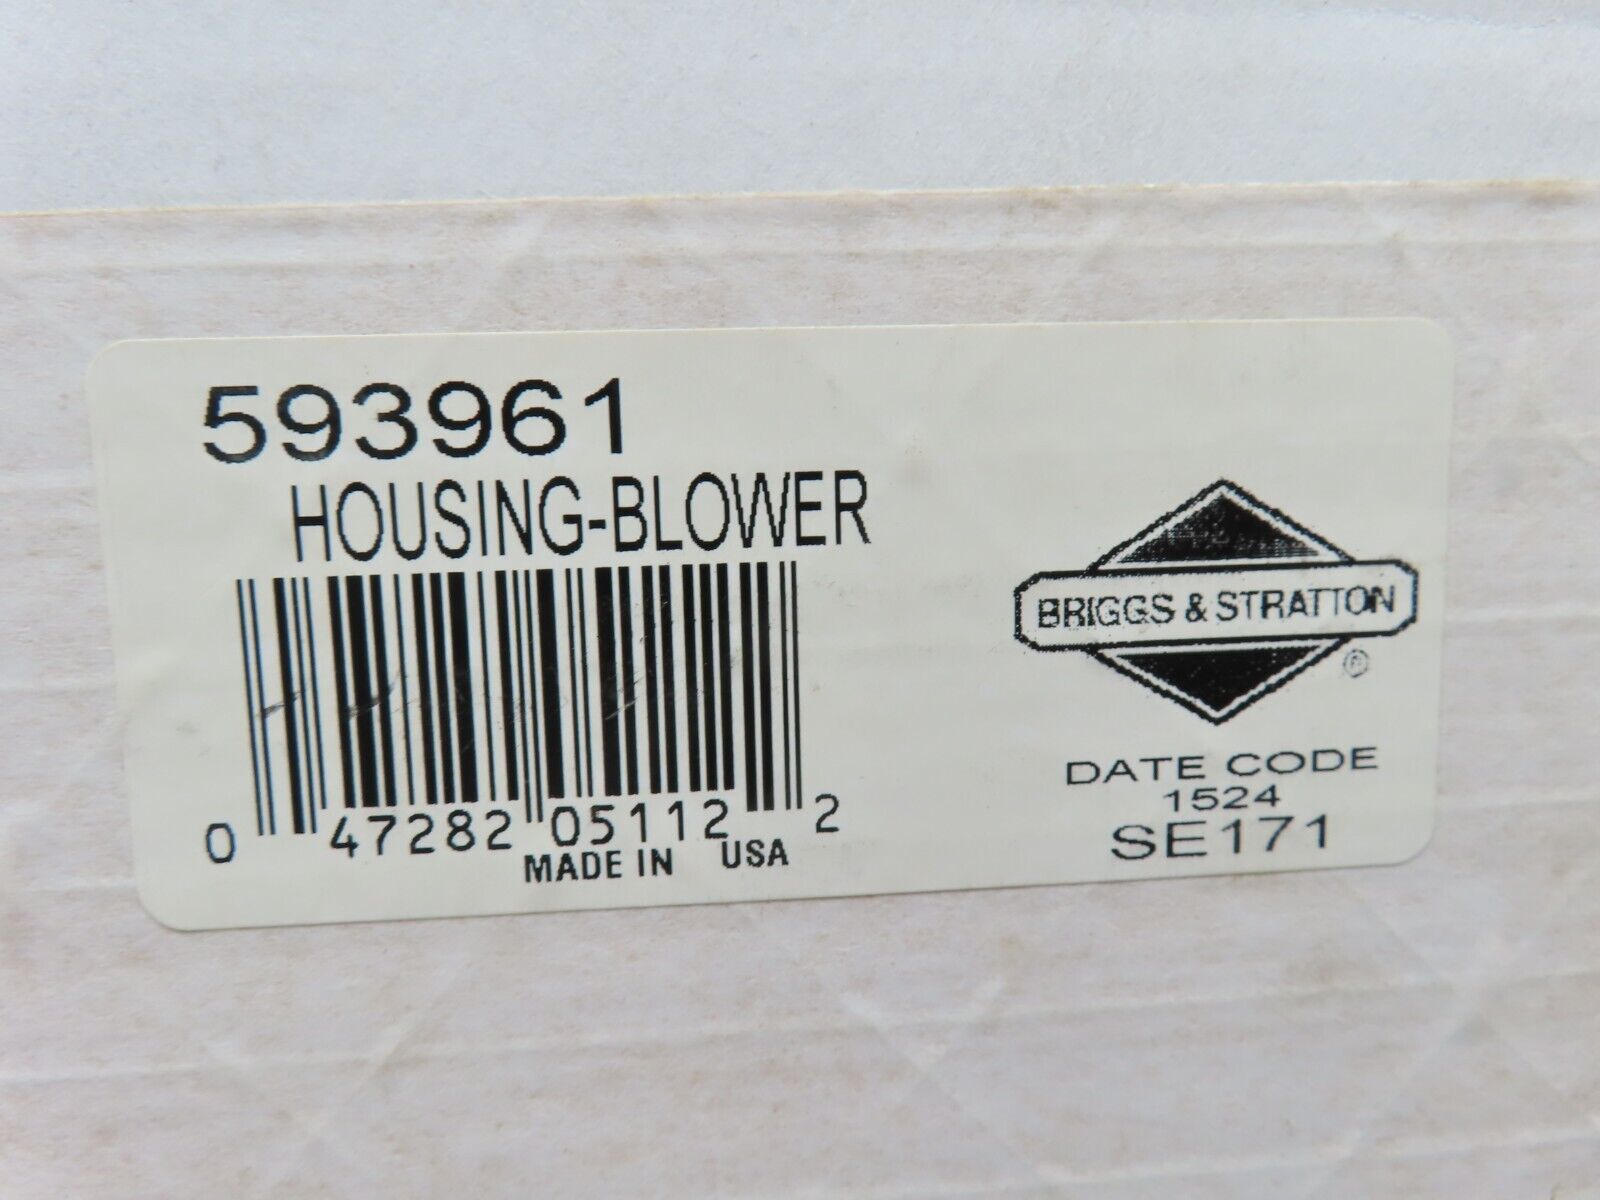 593961
HOUSING-BLOWER
0 47282 05112 2
MADE IN USA
BRIGGS & STRATTON
®
DATE CODE
1524
SE171